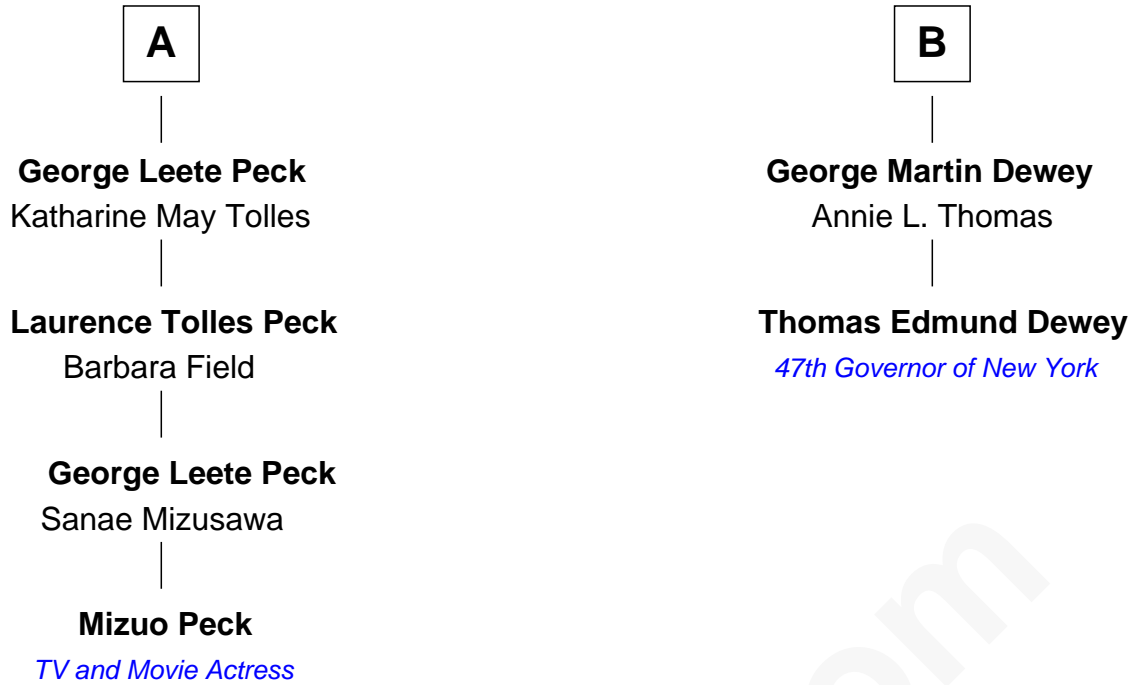 A
George Leete Peck
Katharine May Tolles
Laurence Tolles Peck
Barbara Field
George Leete Peck
Sanae Mizusawa
Mizuo Peck
TV and Movie Actress
B
George Martin Dewey
Annie L. Thomas
Thomas Edmund Dewey
47th Governor of New York
om